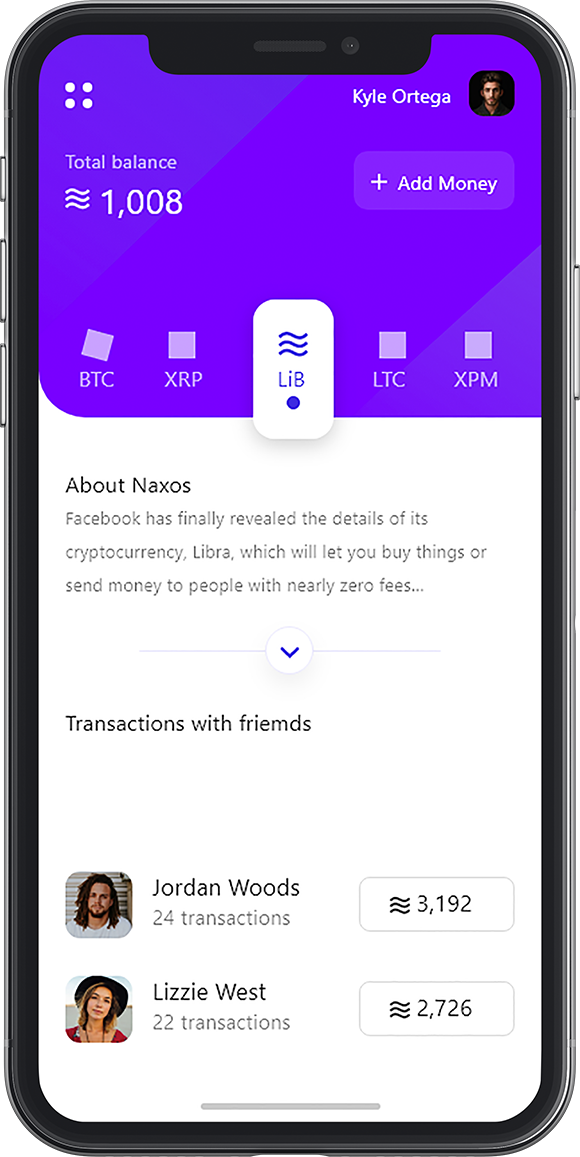 Kyle Ortega
Total balance
1,008
+ Add Money
BTC
XRP
LiB
LTC
XPM
About Naxos
Facebook has finally revealed the details of its
cryptocurrency, Libra, which will let you buy things or
send money to people with nearly zero fees...
Transactions with friemds
Jordan Woods
24 transactions
3,192
Lizzie West
22 transactions
2,726